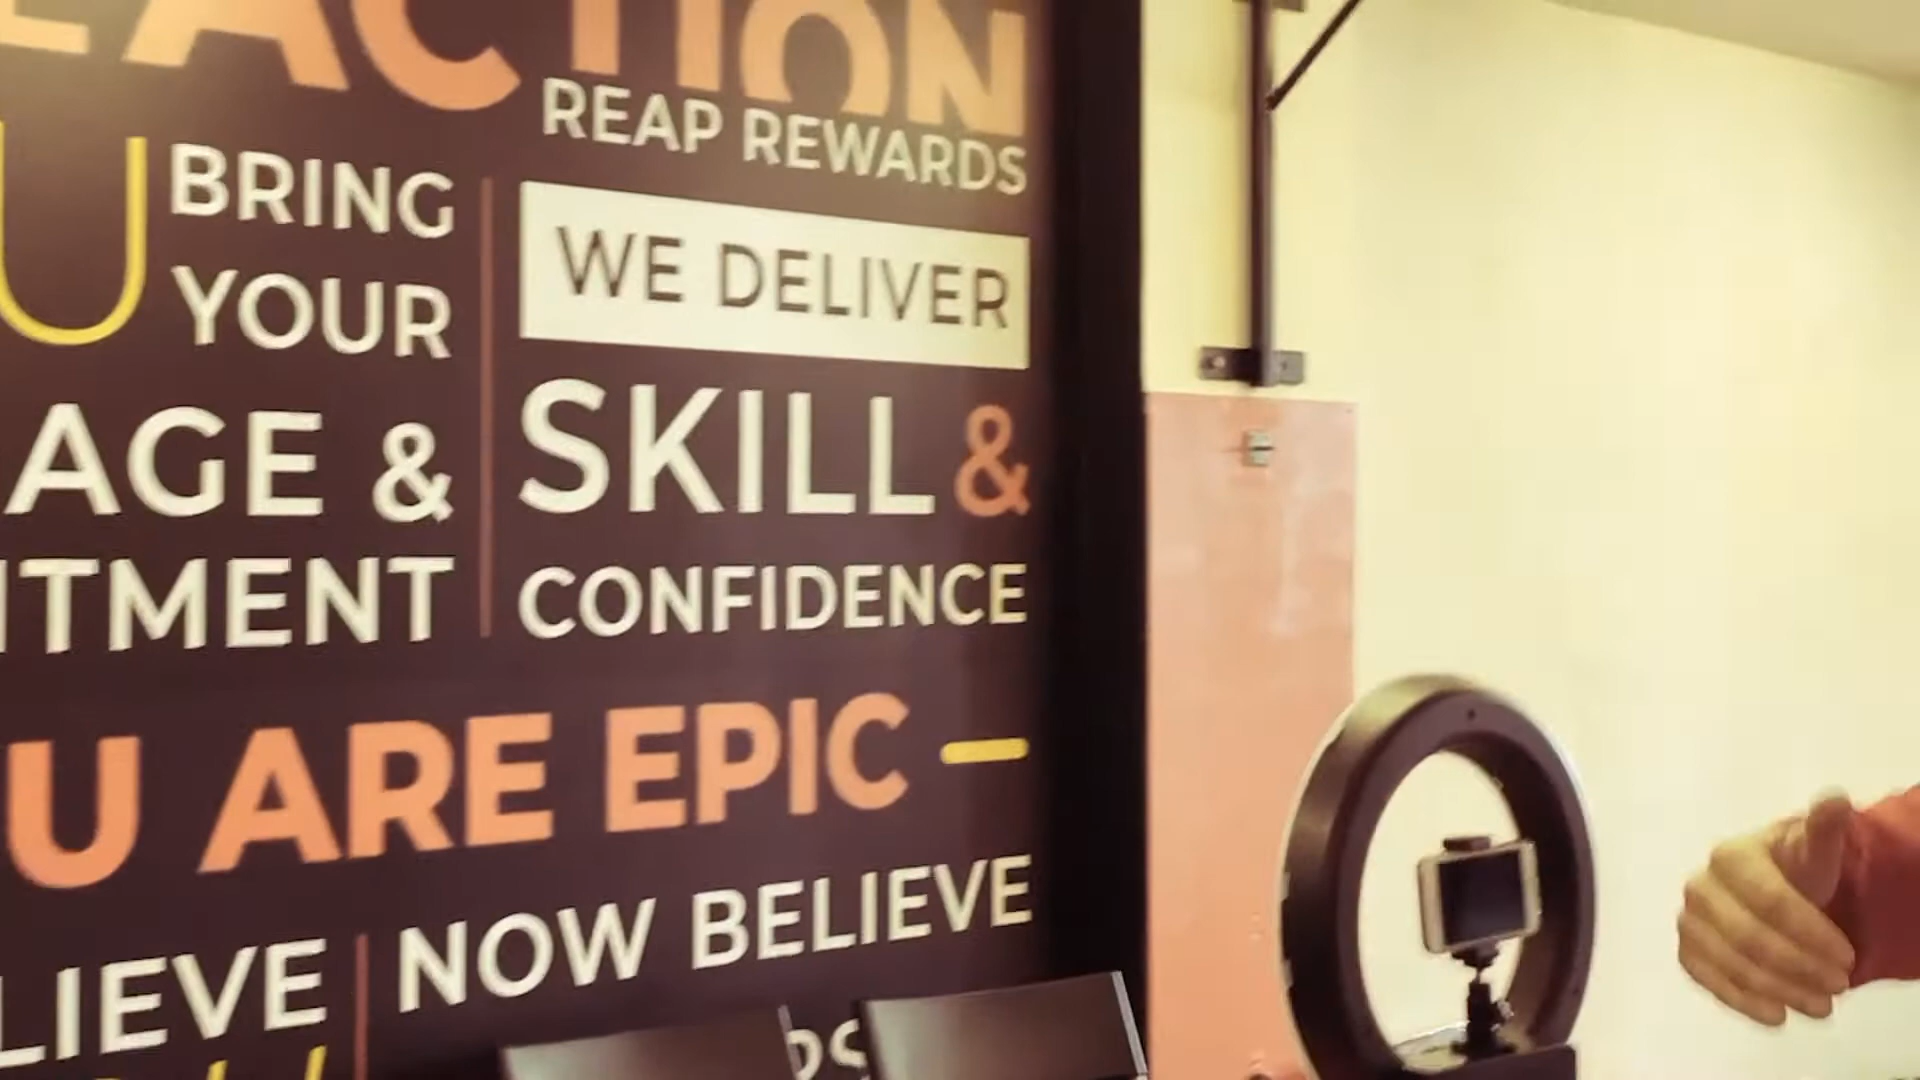 REAP REWARDS
BRING
YOUR
AGE &
ITMENT
WE DELIVER
SKILL &
CONFIDENCE
U ARE EPIC –
LIEVE
NOW BELIEVE